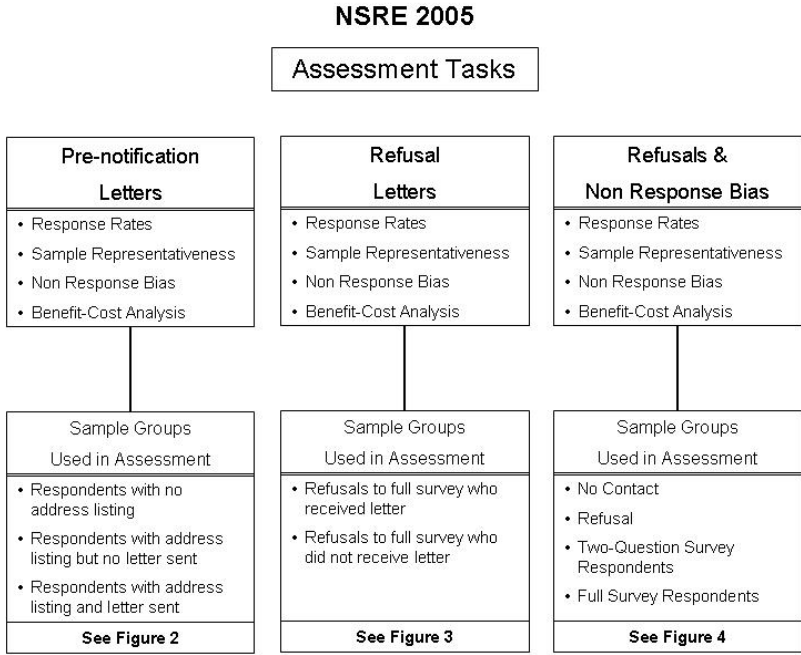 NSRE 2005
Assessment Tasks
Pre-notification
Letters
• Response Rates
• Sample Representativeness
• Non Response Bias
• Benefit-Cost Analysis
Sample Groups
Used in Assessment
• Respondents with no
address listing
• Respondents with address
listing but no letter sent
• Respondents with address
listing and letter sent
See Figure 2
Refusal
Letters
• Response Rates
• Sample Representativeness
• Non Response Bias
• Benefit-Cost Analysis
Sample Groups
Used in Assessment
• Refusals to full survey who
received letter
• Refusals to full survey who
did not receive letter
See Figure 3
Refusals &
Non Response Bias
• Response Rates
• Sample Representativeness
• Non Response Bias
• Benefit-Cost Analysis
Sample Groups
Used in Assessment
• No Contact
• Refusal
• Two-Question Survey
Respondents
• Full Survey Respondents
See Figure 4